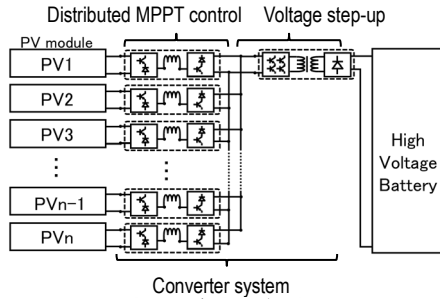 Distributed MPPT control
Voltage step-up
PV module
PV1
PV2
PV3
PVn-1
PVn
High
Voltage
Battery
Converter system